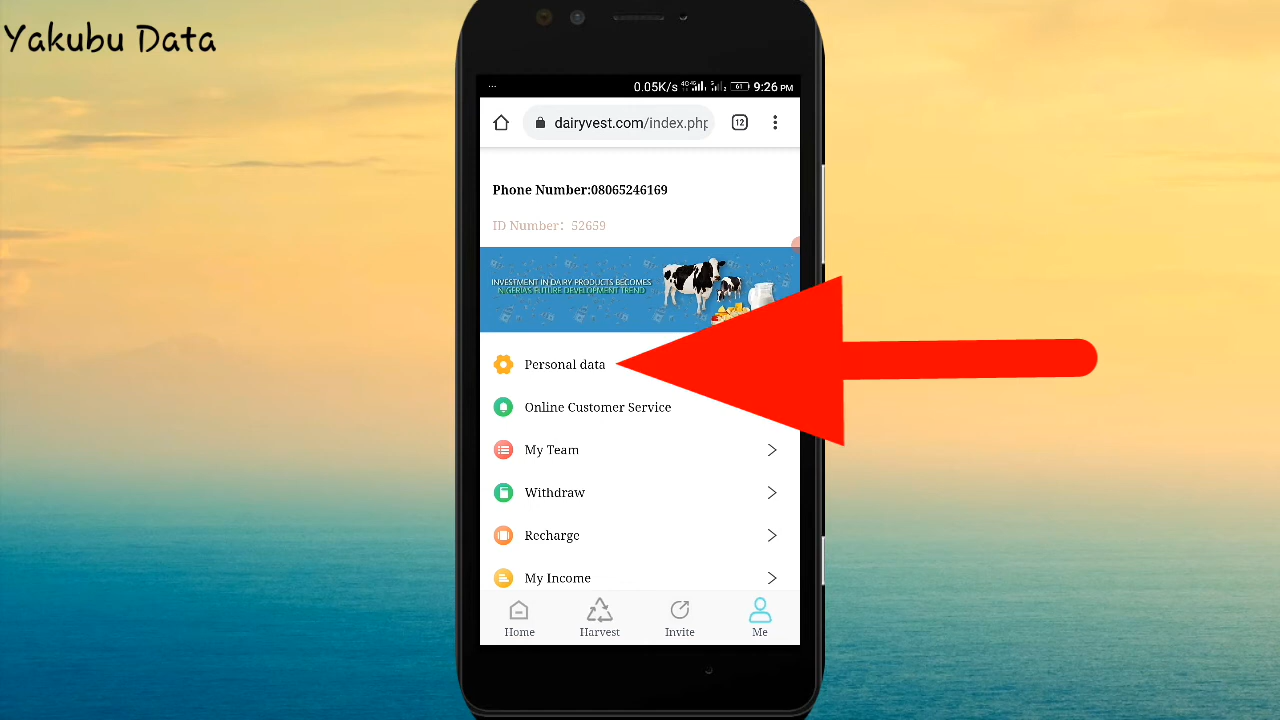 Yakubu Data
0.05K/s
61
9:26 PM
dairyvest.com/index.php
12
Phone Number:08065246169
ID Number: 52659
INVESTMENT IN DAIRY PRODUCTS BECOMES
NIGERIA'S FUTURE DEVELOPMENT TREND
Personal data
Online Customer Service
My Team
Withdraw
Recharge
My Income
Home
Harvest
Invite
Me